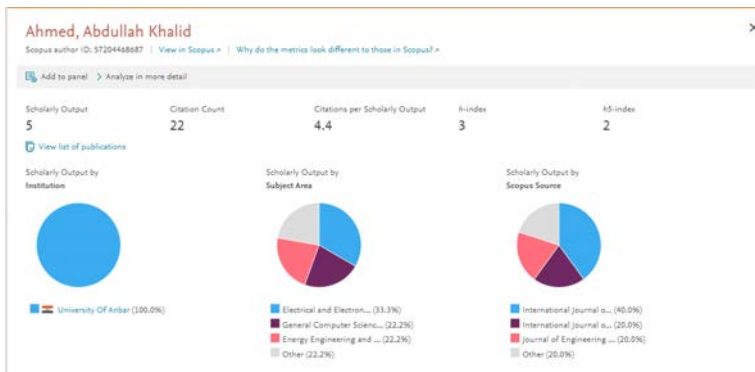 Ahmed, Abdullah Khalid
Scopus author ID: 57204468687 | View in Scopus | Why do the metrics look different to those in Scopus?
Add to panel Analyze in more detail
Scholarly Output Citation Count Citations per Scholarly Output h-index h5-index
5 22 4.4 3 2
View list of publications
Scholarly Output by Scholarly Output by Scholarly Output by
Institution Subject Area Scopus Source
University Of Anbar (100.0%) Electrical and Electron... (33.3%) International Journal o... (40.0%)
General Computer Scienc... (22.2%) International Journal o... (20.0%)
Energy Engineering and ... (22.2%) Journal of Engineering ... (20.0%)
Other (22.2%) Other (20.0%)